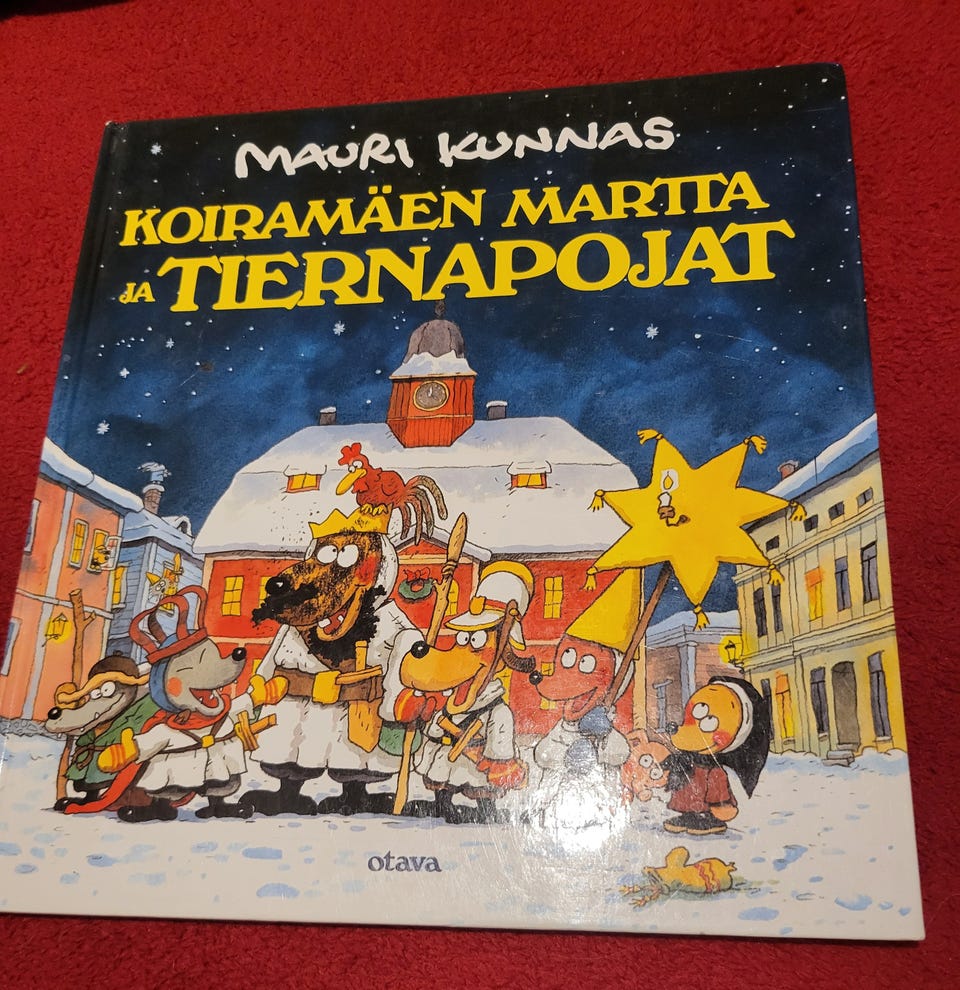 MAURI KUNNAS
KOIRAMÄEN MARTTA
JA TIERNAPOJAT
otava